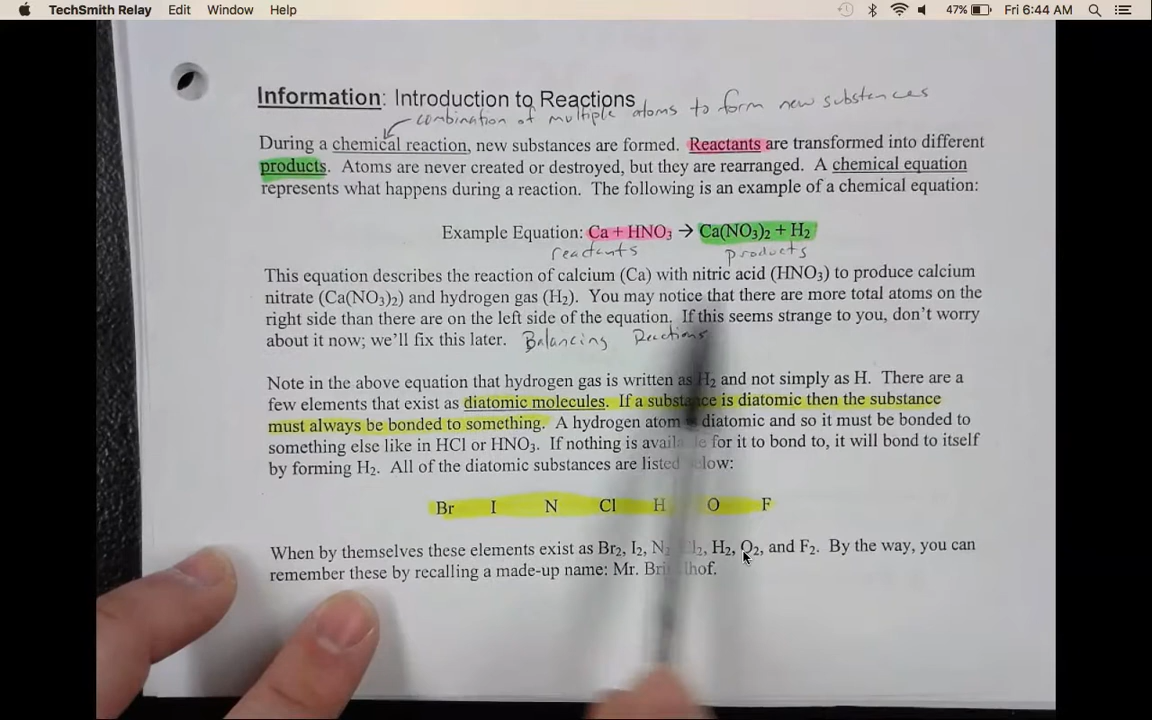 TechSmith Relay Edit Window Help 47% Fri 6:44 AM
Information: Introduction to Reactions
combination of multiple atoms to form new substances
During a chemical reaction, new substances are formed. Reactants are transformed into different
products. Atoms are never created or destroyed, but they are rearranged. A chemical equation
represents what happens during a reaction. The following is an example of a chemical equation:
Example Equation: Ca + HNO₃ → Ca(NO₃)₂ + H₂
reactants products
This equation describes the reaction of calcium (Ca) with nitric acid (HNO₃) to produce calcium
nitrate (Ca(NO₃)₂) and hydrogen gas (H₂). You may notice that there are more total atoms on the
right side than there are on the left side of the equation. If this seems strange to you, don't worry
about it now; we'll fix this later. Balancing Reactions
Note in the above equation that hydrogen gas is written as H₂ and not simply as H. There are a
few elements that exist as diatomic molecules. If a substance is diatomic then the substance
must always be bonded to something. A hydrogen atom diatomic and so it must be bonded to
something else like in HCl or HNO₃. If nothing is available for it to bond to, it will bond to itself
by forming H₂. All of the diatomic substances are listed below:
Br I N Cl H O F
When by themselves these elements exist as Br₂, I₂, N₂, Cl₂, H₂, O₂, and F₂. By the way, you can
remember these by recalling a made-up name: Mr.